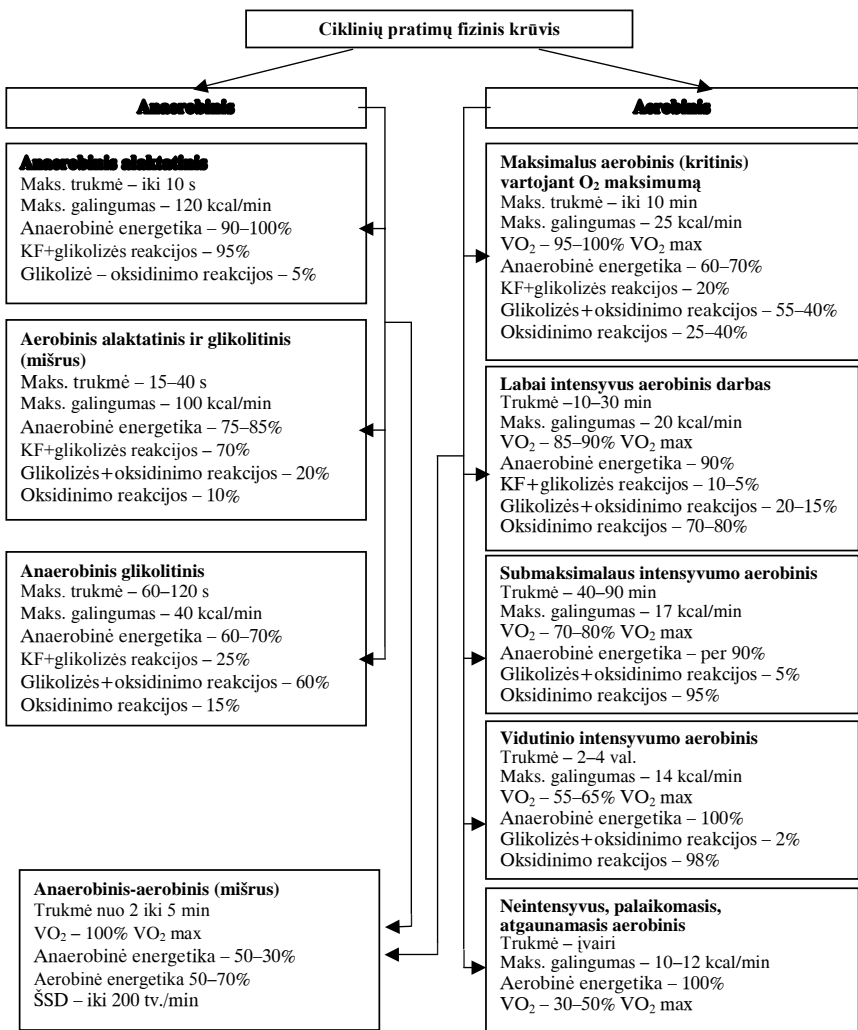 Ciklinių pratimų fizinis krūvis
Anaerobinis
Anaerobinis alaktatinis
Maks. trukmė – iki 10 s
Maks. galingumas – 120 kcal/min
Anaerobinė energetika – 90–100%
KF+glikolizės reakcijos – 95%
Glikolizė – oksidinimo reakcijos – 5%
Aerobinis alaktatinis ir glikolitinis
(mišrus)
Maks. trukmė – 15–40 s
Maks. galingumas – 100 kcal/min
Anaerobinė energetika – 75–85%
KF+glikolizės reakcijos – 70%
Glikolizės+oksidinimo reakcijos – 20%
Oksidinimo reakcijos – 10%
Anaerobinis glikolitinis
Maks. trukmė – 60–120 s
Maks. galingumas – 40 kcal/min
Anaerobinė energetika – 60–70%
KF+glikolizės reakcijos – 25%
Glikolizės+oksidinimo reakcijos – 60%
Oksidinimo reakcijos – 15%
Anaerobinis-aerobinis (mišrus)
Trukmė nuo 2 iki 5 min
VO₂ – 100% VO₂ max
Anaerobinė energetika – 50–30%
Aerobinė energetika 50–70%
ŠSD – iki 200 tv./min
Aerobinis
Maksimalus aerobinis (kritinis)
vartojant O₂ maksimumą
Maks. trukmė – iki 10 min
Maks. galingumas – 25 kcal/min
VO₂ – 95–100% VO₂ max
Anaerobinė energetika – 60–70%
KF+glikolizės reakcijos – 20%
Glikolizės+oksidinimo reakcijos – 55–40%
Oksidinimo reakcijos – 25–40%
Labai intensyvus aerobinis darbas
Trukmė –10–30 min
Maks. galingumas – 20 kcal/min
VO₂ – 85–90% VO₂ max
Anaerobinė energetika – 90%
KF+glikolizės reakcijos – 10–5%
Glikolizės+oksidinimo reakcijos – 20–15%
Oksidinimo reakcijos – 70–80%
Submaksimalaus intensyvumo aerobinis
Trukmė – 40–90 min
Maks. galingumas – 17 kcal/min
VO₂ – 70–80% VO₂ max
Anaerobinė energetika – per 90%
Glikolizės+oksidinimo reakcijos – 5%
Oksidinimo reakcijos – 95%
Vidutinio intensyvumo aerobinis
Trukmė – 2–4 val.
Maks. galingumas – 14 kcal/min
VO₂ – 55–65% VO₂ max
Anaerobinė energetika – 100%
Glikolizės+oksidinimo reakcijos – 2%
Oksidinimo reakcijos – 98%
Neintensyvus, palaikomasis,
atgaunamasis aerobinis
Trukmė – įvairi
Maks. galingumas – 10–12 kcal/min
Aerobinė energetika – 100%
VO₂ – 30–50% VO₂ max